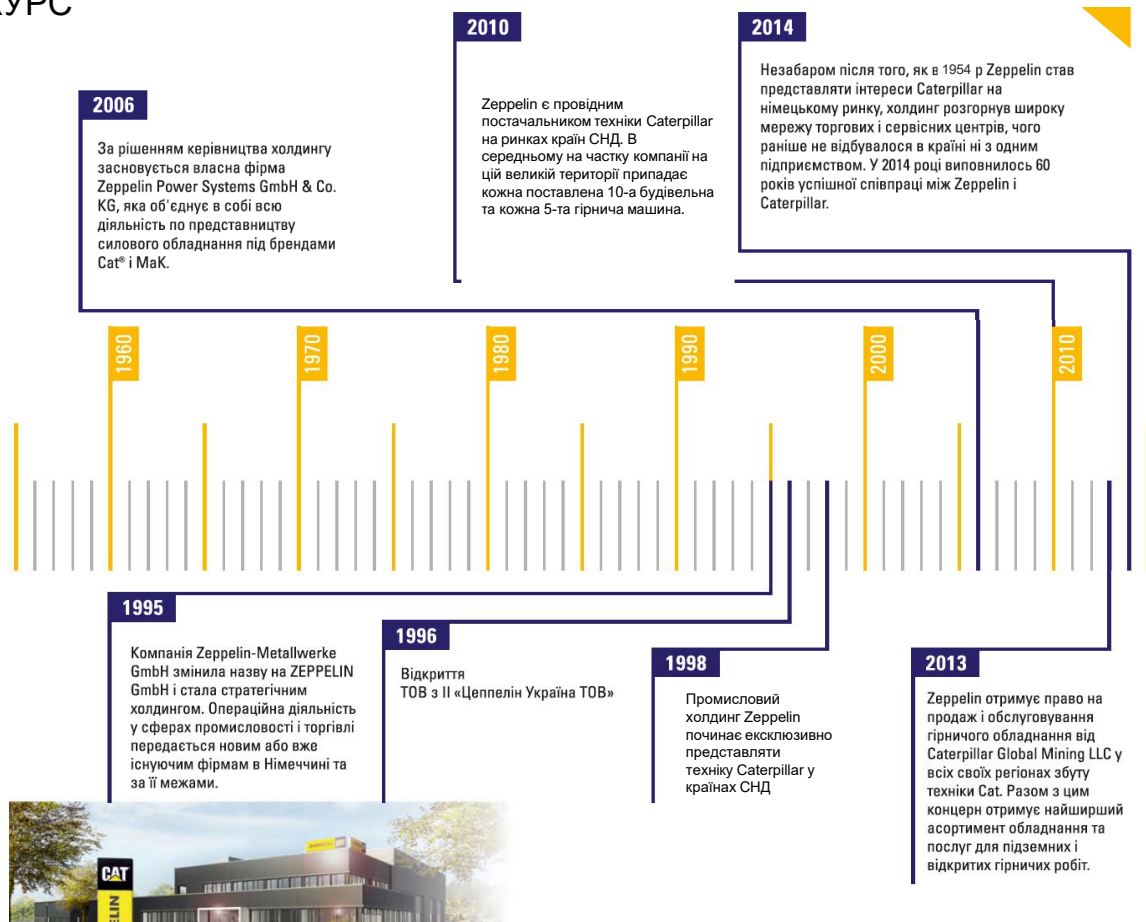 КУРС
2006
За рішенням керівництва холдингу
засновується власна фірма
Zeppelin Power Systems GmbH & Co.
KG, яка об'єднує в собі всю
діяльність по представництву
силового обладнання під брендами
Cat® і MaK.
2010
Zeppelin є провідним
постачальником техніки Caterpillar
на ринках країн СНД. В
середньому на частку компанії на
цій великій території припадає
кожна поставлена 10-а будівельна
та кожна 5-та гірнича машина.
2014
Незабаром після того, як в 1954 р Zeppelin став
представляти інтереси Caterpillar на
німецькому ринку, холдинг розгорнув широку
мережу торгових і сервісних центрів, чого
раніше не відбувалося в країні ні з одним
підприємством. У 2014 році виповнилось 60
років успішної співпраці між Zeppelin і
Caterpillar.
1960
1970
1980
1990
2000
2010
1995
Компанія Zeppelin-Metallwerke
GmbH змінила назву на ZEPPELIN
GmbH і стала стратегічним
холдингом. Операційна діяльність
у сферах промисловості і торгівлі
передається новим або вже
існуючим фірмам в Німеччині та
за її межами.
1996
Відкриття
ТОВ з ІІ «Цеппелін Україна ТОВ»
1998
Промисловий
холдинг Zeppelin
починає ексклюзивно
представляти
техніку Caterpillar у
країнах СНД
2013
Zeppelin отримує право на
продаж і обслуговування
гірничого обладнання від
Caterpillar Global Mining LLC у
всіх своїх регіонах збуту
техніки Cat. Разом з цим
концерн отримує найширший
асортимент обладнання та
послуг для підземних і
відкритих гірничих робіт.
CAT
ELIN